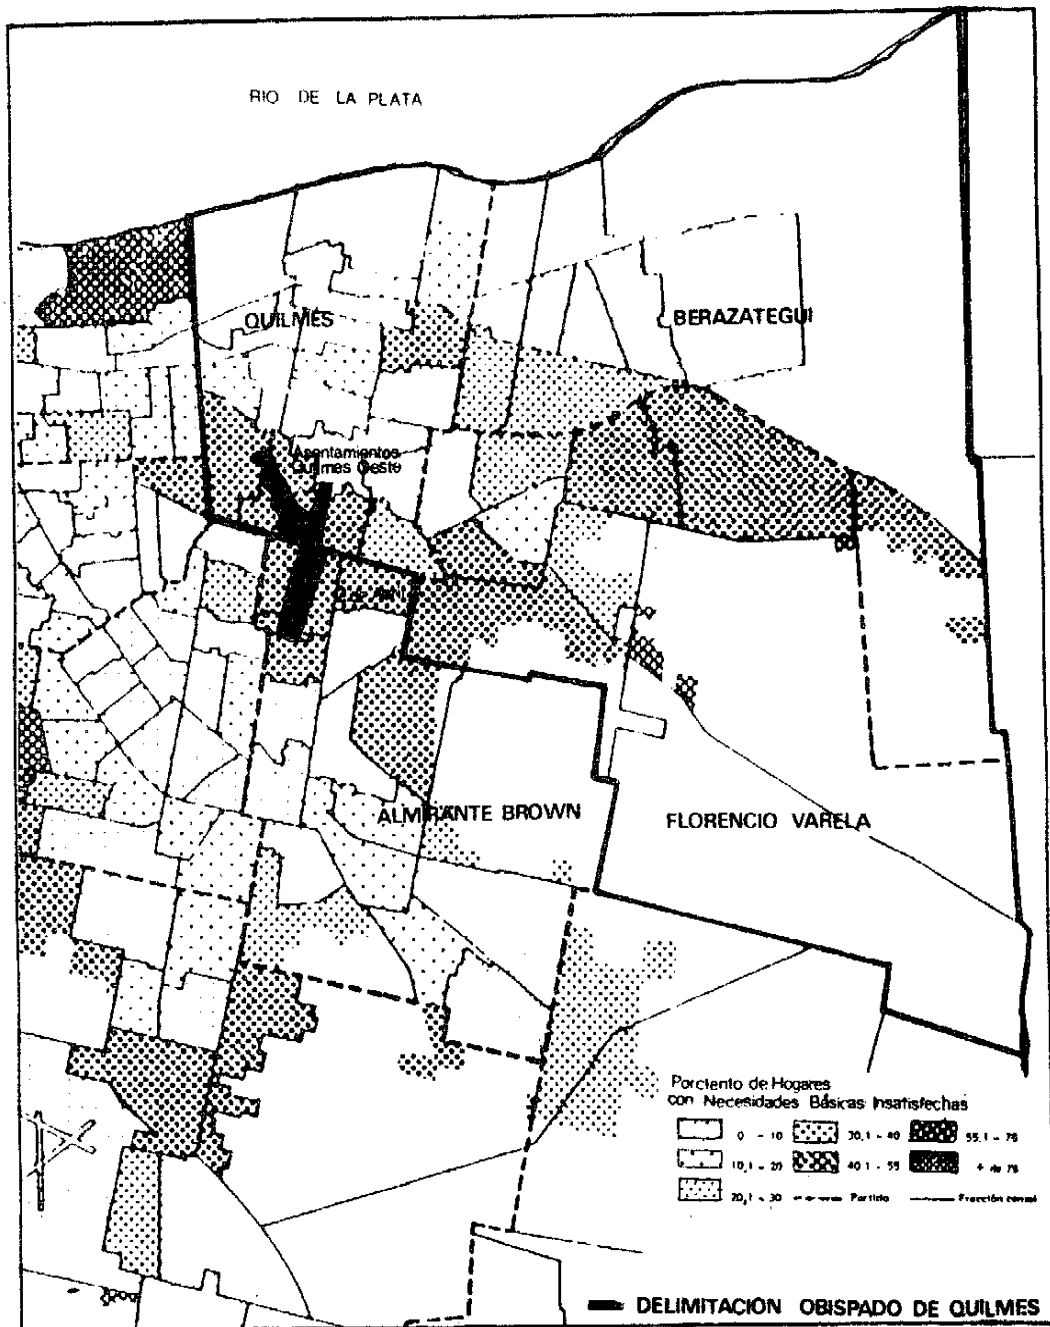 RIO DE LA PLATA
QUILMES
BERAZATEGUI
Asentamientos
Quilmes Oeste
ALMIRANTE BROWN
FLORENCIO VARELA
Porciento de Hogares
con Necesidades Básicas Insatisfechas
0 - 10
30,1 - 40
55,1 - 75
10,1 - 20
40,1 - 55
+ de 75
20,1 - 30
Partido
Fracción censal
DELIMITACION OBISPADO DE QUILMES